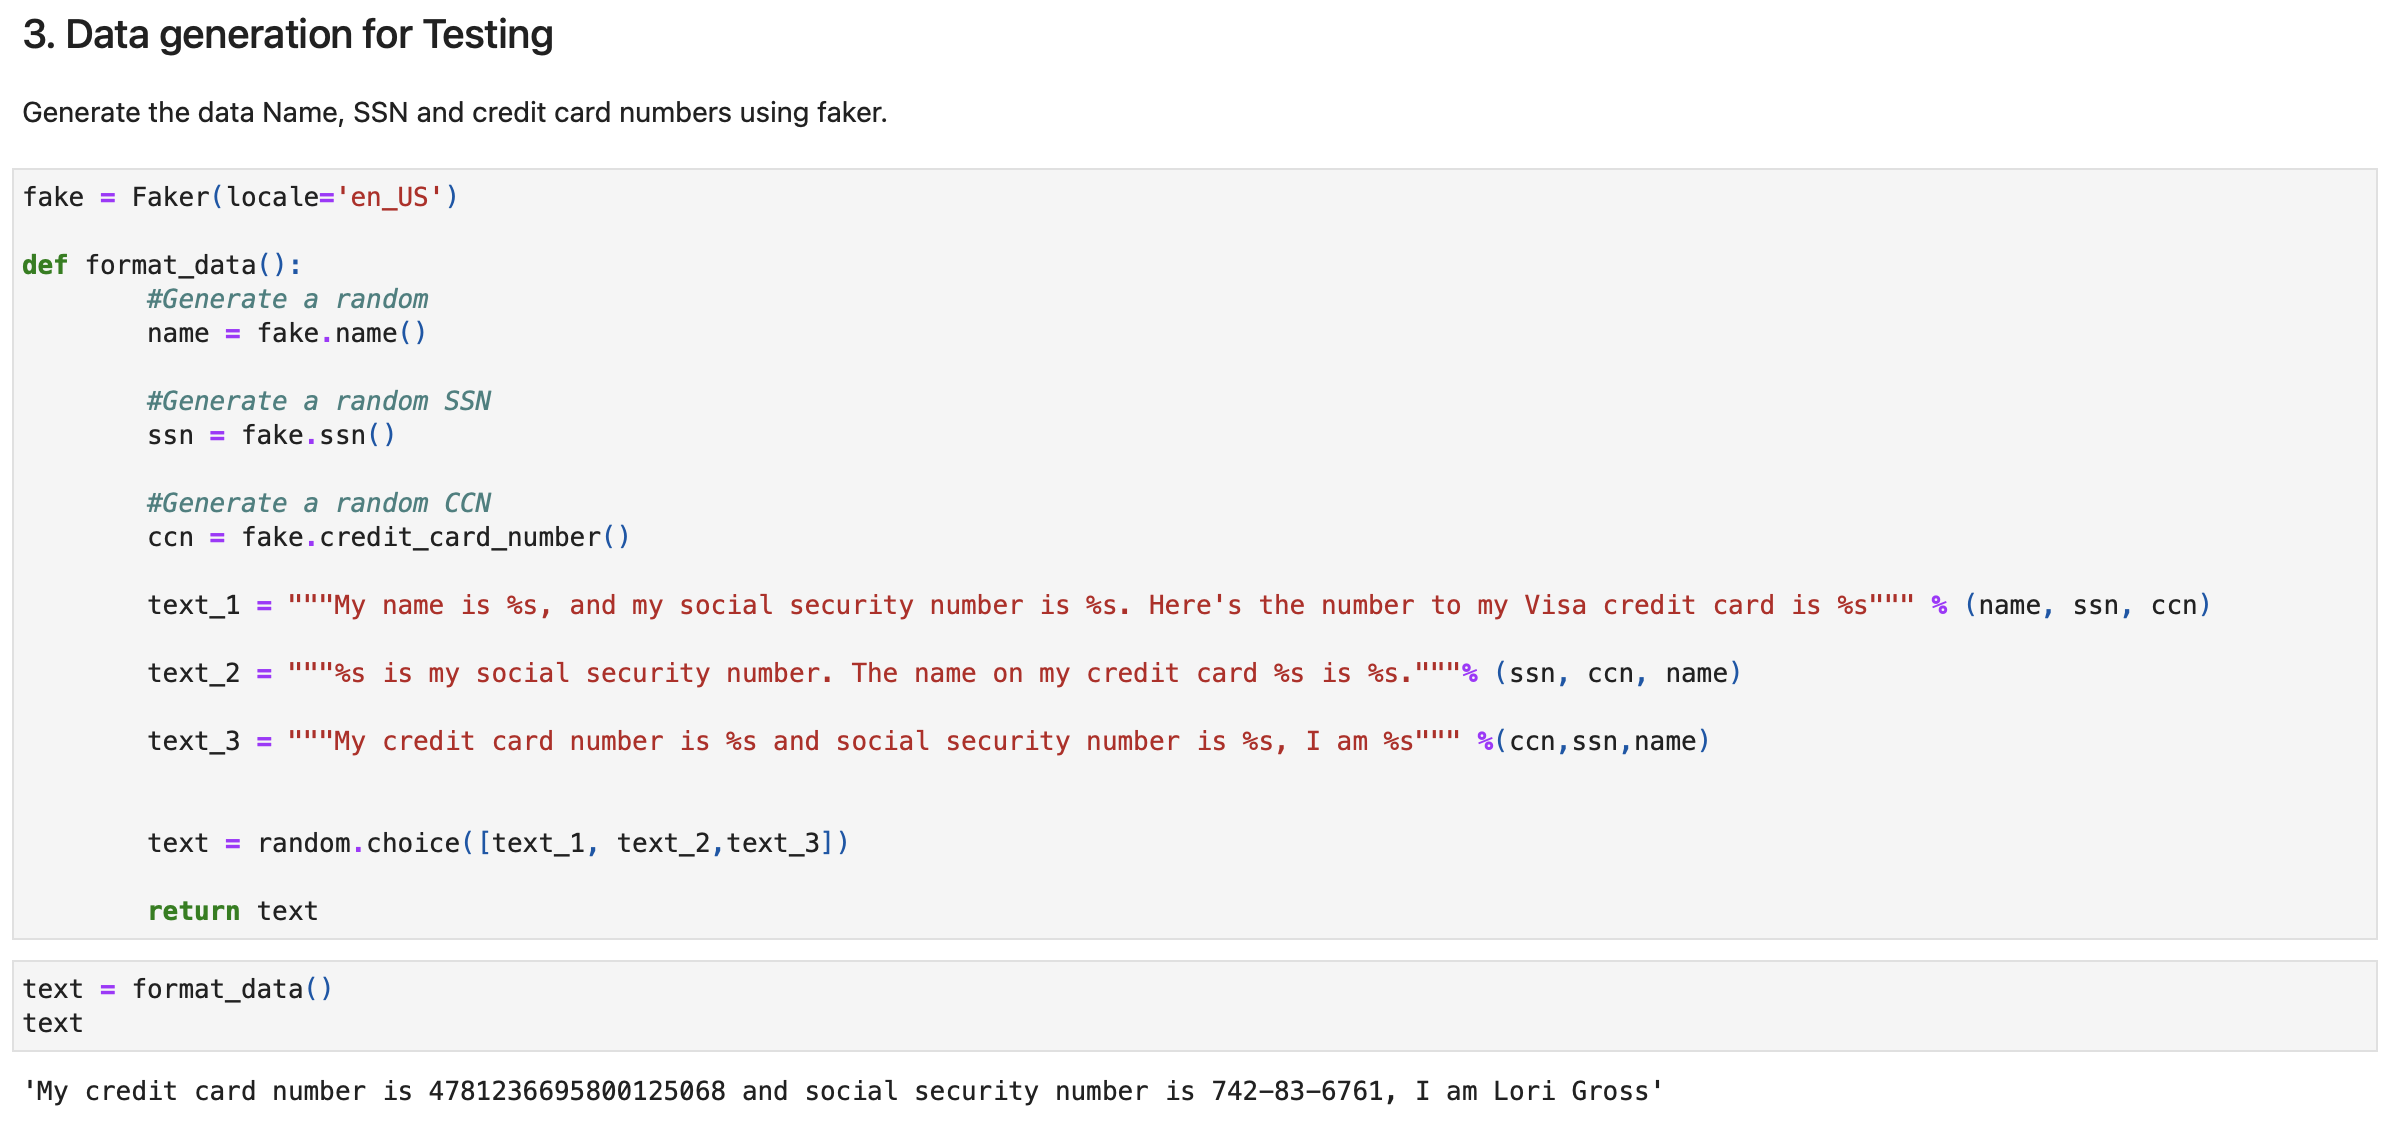 3. Data generation for Testing
Generate the data Name, SSN and credit card numbers using faker.
fake = Faker(locale='en_US')
def format_data():
        #Generate a random
        name = fake.name()
        #Generate a random SSN
        ssn = fake.ssn()
        #Generate a random CCN
        ccn = fake.credit_card_number()
        text_1 = """My name is %s, and my social security number is %s. Here's the number to my Visa credit card is %s""" % (name, ssn, ccn)
        text_2 = """%s is my social security number. The name on my credit card %s is %s."""% (ssn, ccn, name)
        text_3 = """My credit card number is %s and social security number is %s, I am %s""" %(ccn,ssn,name)
        text = random.choice([text_1, text_2,text_3])
        return text
text = format_data()
text
'My credit card number is 4781236695800125068 and social security number is 742-83-6761, I am Lori Gross'